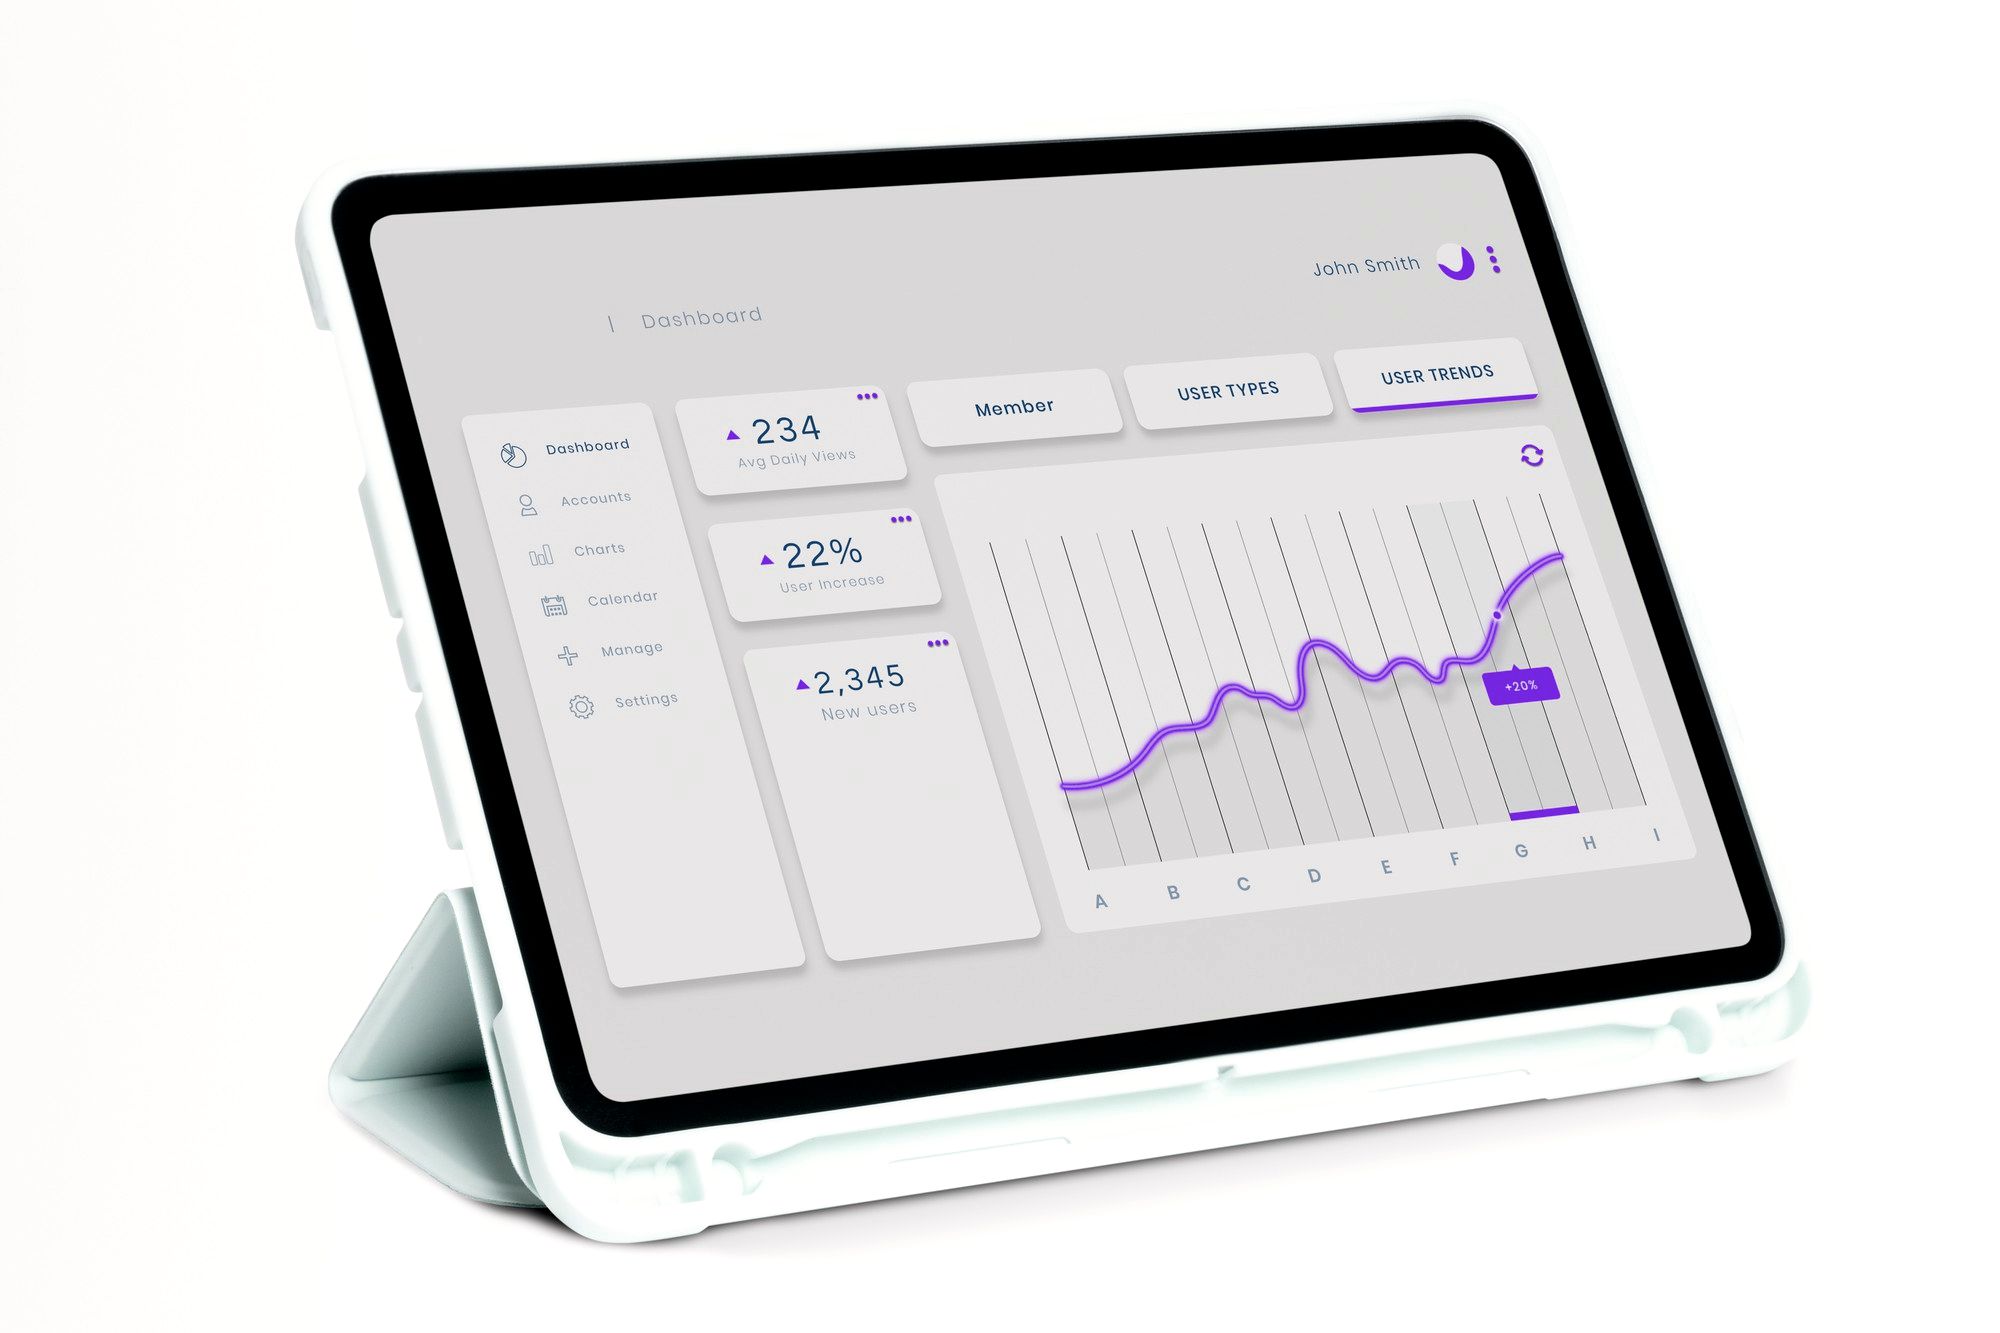 John Smith
| Dashboard
Dashboard
Accounts
Charts
Calendar
Manage
Settings
234
Avg Daily Views
22%
User Increase
2,345
New users
Member
USER TYPES
USER TRENDS
+20%
A B C D E F G H I